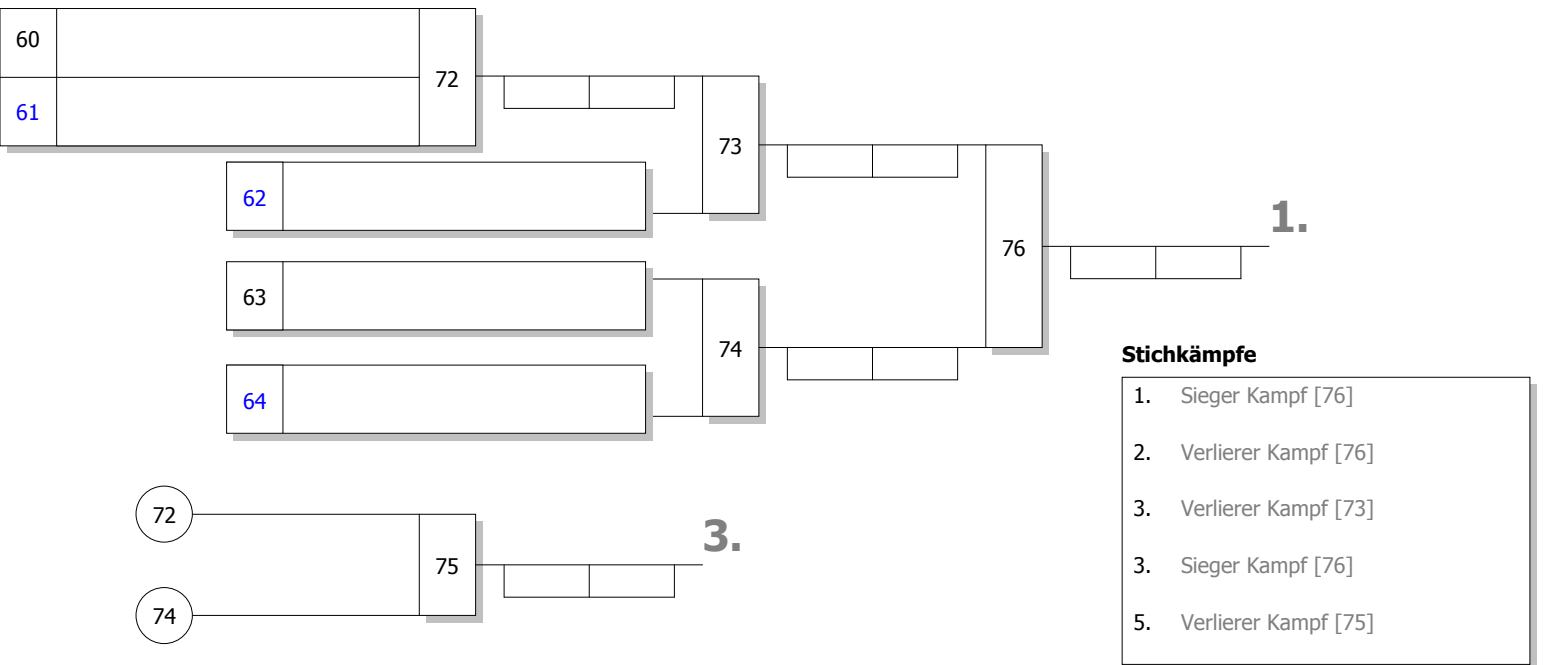 60
61
72
73
62
63
74
64
76
1.
Stichkämpfe
1. Sieger Kampf [76]
2. Verlierer Kampf [76]
3. Verlierer Kampf [73]
3. Sieger Kampf [76]
5. Verlierer Kampf [75]
72
74
75
3.